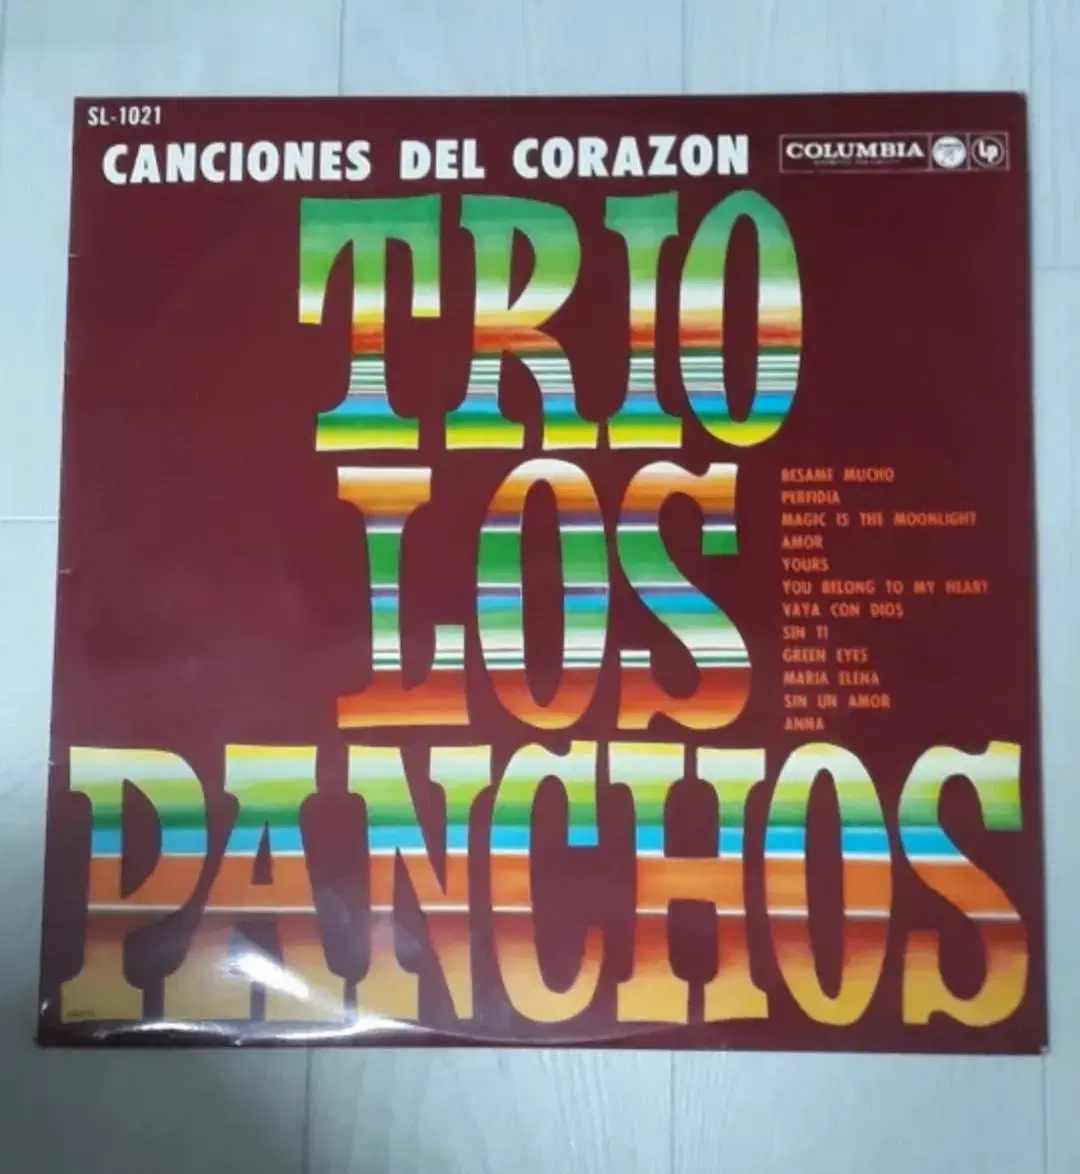 SL-1021
CANCIONES DEL CORAZON
COLUMBIA
LP
TRIO
LOS
PANCHOS
BESAME MUCHO
PERFIDIA
MAGIC IS THE MOONLIGHT
AMOR
YOURS
YOU BELONG TO MY HEART
VAYA CON DIOS
SIN TI
GREEN EYES
MARIA ELENA
SIN UN AMOR
ANNA